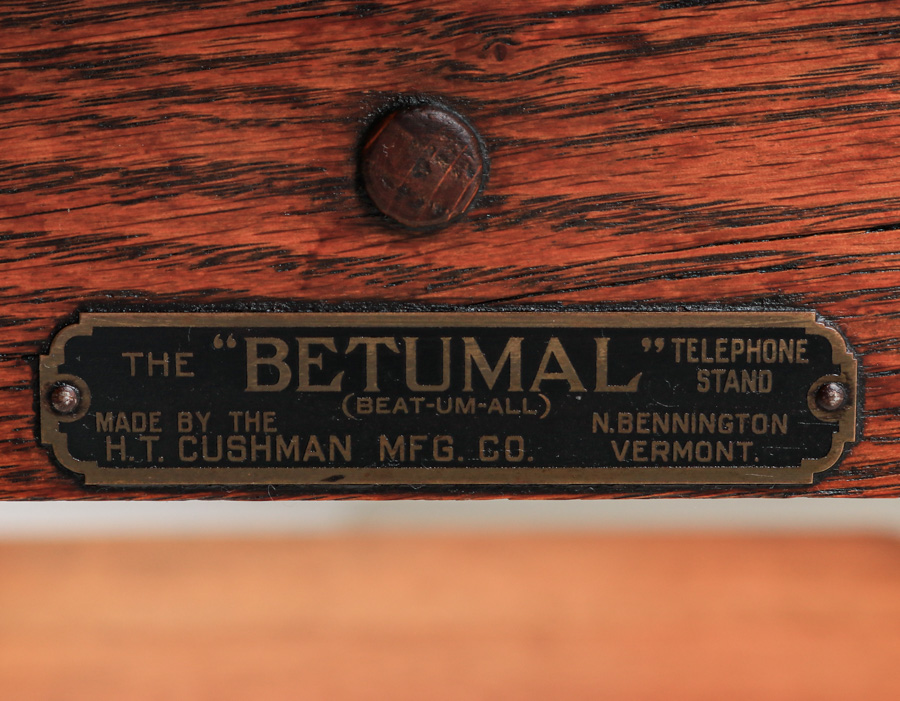 THE “BETUMAL” TELEPHONE STAND
(BEAT-UM-ALL)
MADE BY THE
H.T. CUSHMAN MFG. CO.
N.BENNINGTON
VERMONT.